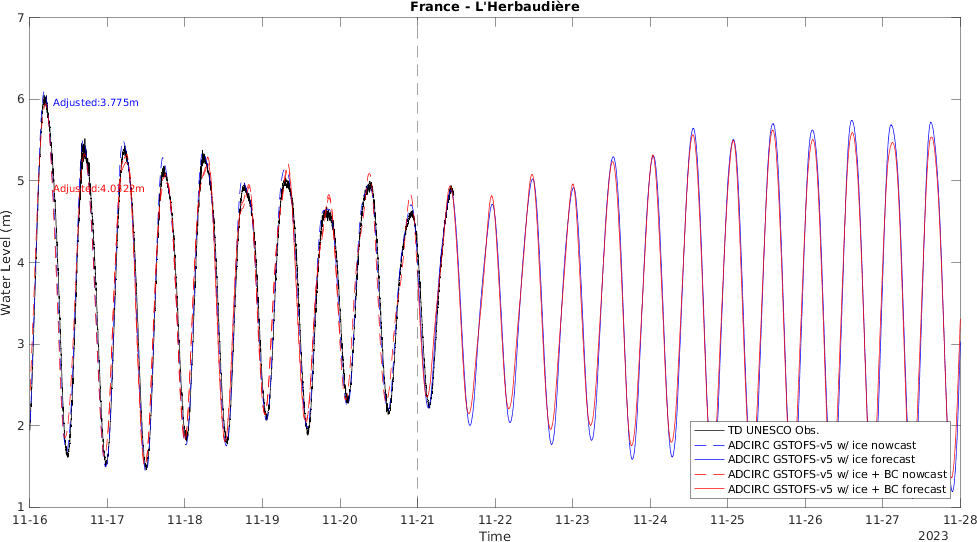 France - L'Herbaudière
7
6
5
4
3
2
1
Water Level (m)
Adjusted:3.775m
Adjusted:4.0322m
TD UNESCO Obs.
ADCIRC GSTOFS-v5 w/ ice nowcast
ADCIRC GSTOFS-v5 w/ ice forecast
ADCIRC GSTOFS-v5 w/ ice + BC nowcast
ADCIRC GSTOFS-v5 w/ ice + BC forecast
11-16 11-17 11-18 11-19 11-20 11-21 11-22 11-23 11-24 11-25 11-26 11-27 11-28
Time
2023